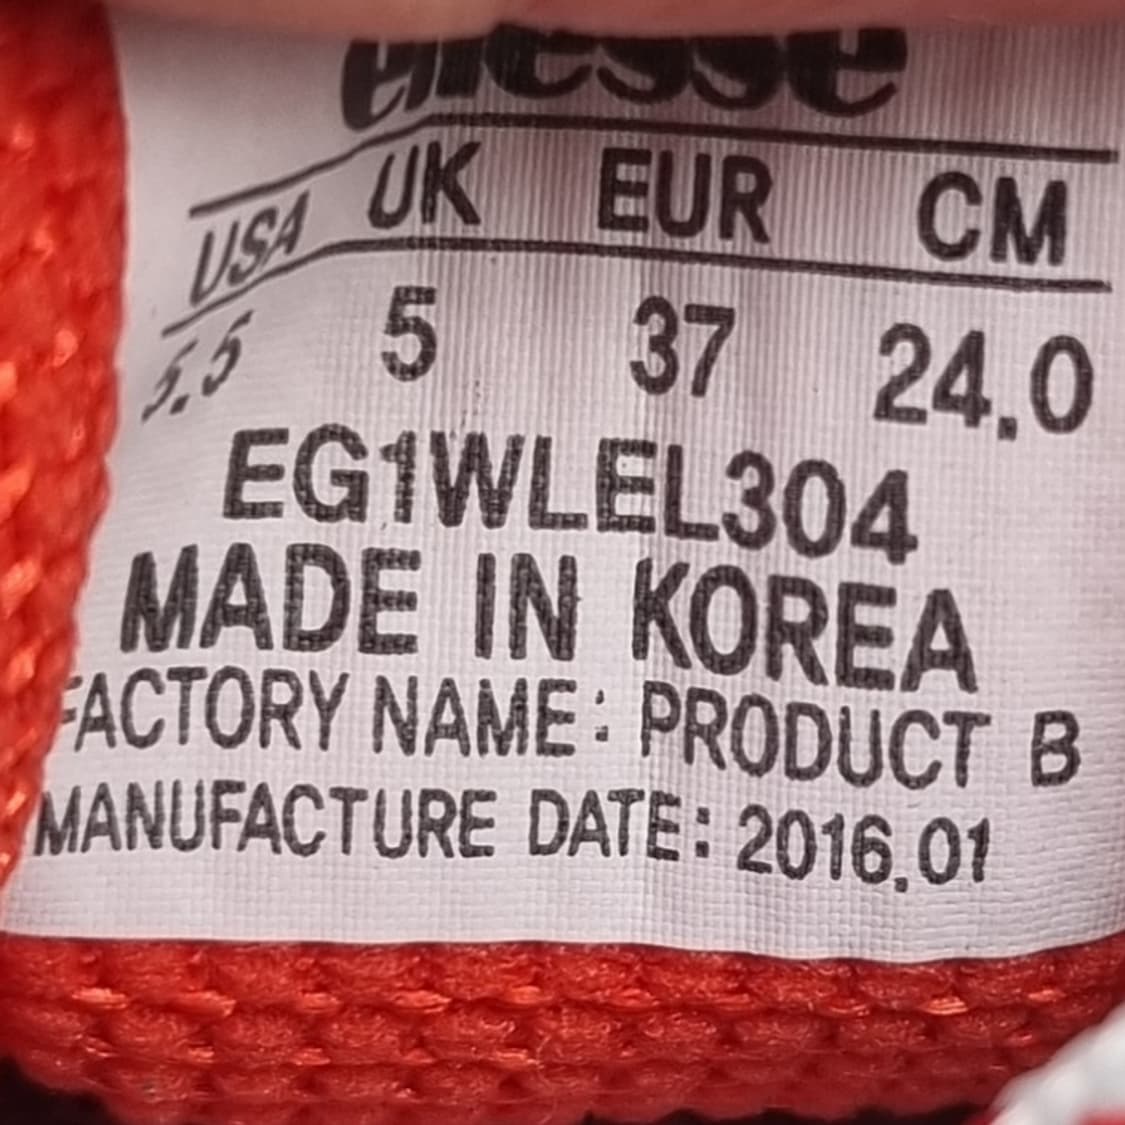 ellesse
USA UK EUR CM
5.5 5 37 24.0
EG1WLEL304
MADE IN KOREA
FACTORY NAME: PRODUCT B
MANUFACTURE DATE: 2016.01